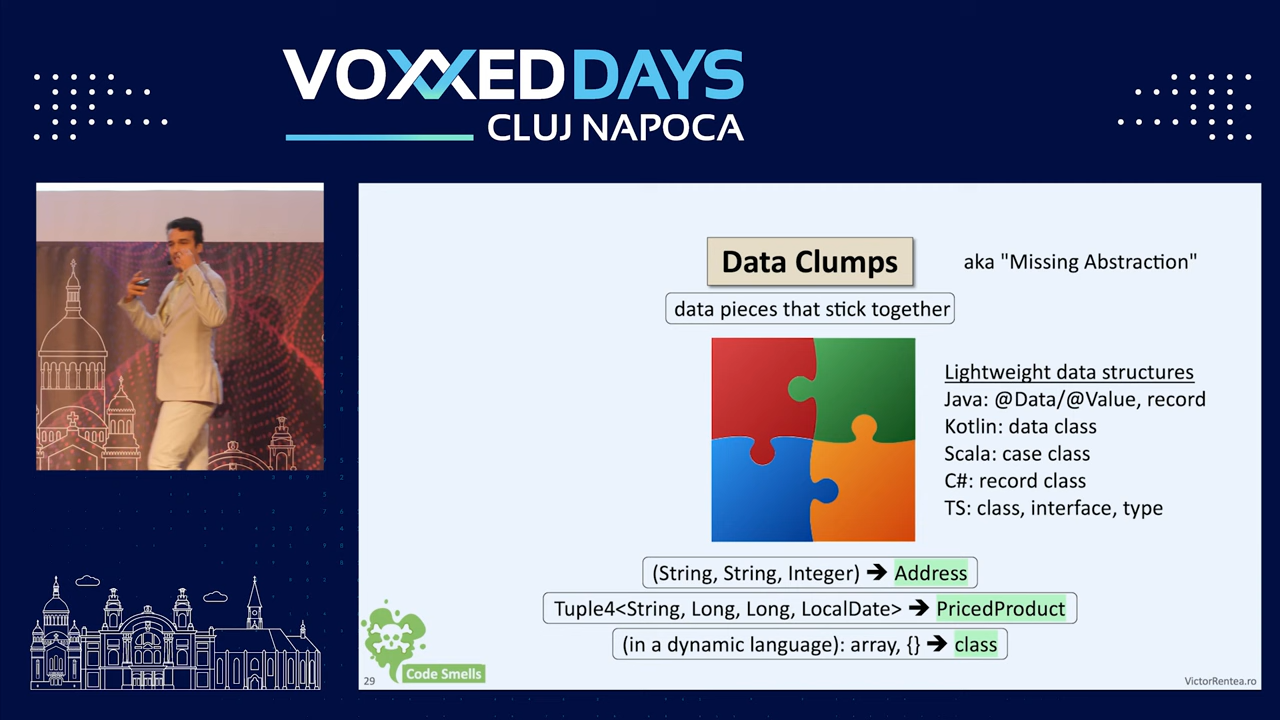 VOXXED DAYS
CLUJ NAPOCA
Data Clumps
aka "Missing Abstraction"
data pieces that stick together
Lightweight data structures
Java: @Data/@Value, record
Kotlin: data class
Scala: case class
C#: record class
TS: class, interface, type
(String, String, Integer) ➔ Address
Tuple4<String, Long, Long, LocalDate> ➔ PricedProduct
(in a dynamic language): array, {} ➔ class
Code Smells
29
VictorRentea.ro